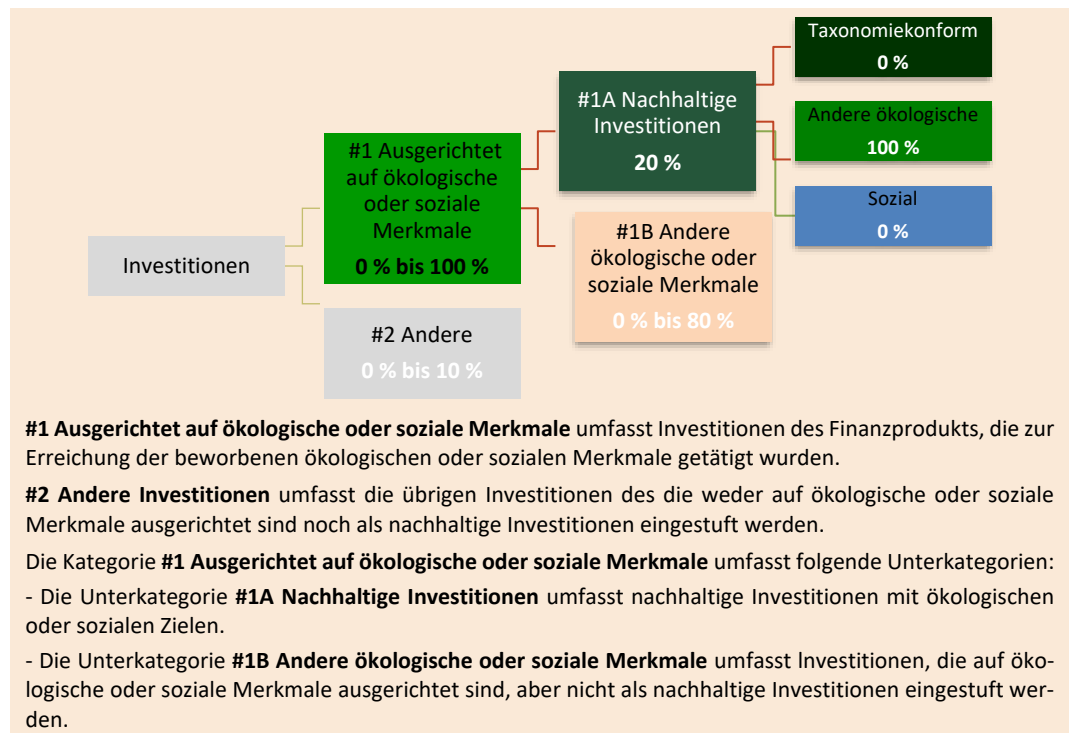 Taxonomiekonform
0 %
#1A Nachhaltige
Investitionen
20 %
Andere ökologische
100 %
Sozial
0 %
#1 Ausgerichtet
auf ökologische
oder soziale
Merkmale
0 % bis 100 %
#1B Andere
ökologische oder
soziale Merkmale
0 % bis 80 %
Investitionen
#2 Andere
0 % bis 10 %
#1 Ausgerichtet auf ökologische oder soziale Merkmale umfasst Investitionen des Finanzprodukts, die zur
Erreichung der beworbenen ökologischen oder sozialen Merkmale getätigt wurden.
#2 Andere Investitionen umfasst die übrigen Investitionen des die weder auf ökologische oder soziale
Merkmale ausgerichtet sind noch als nachhaltige Investitionen eingestuft werden.
Die Kategorie #1 Ausgerichtet auf ökologische oder soziale Merkmale umfasst folgende Unterkategorien:
- Die Unterkategorie #1A Nachhaltige Investitionen umfasst nachhaltige Investitionen mit ökologischen
oder sozialen Zielen.
- Die Unterkategorie #1B Andere ökologische oder soziale Merkmale umfasst lnvestitionen, die auf öko-
logische oder soziale Merkmale ausgerichtet sind, aber nicht als nachhaltige Investitionen eingestuft wer-
den.